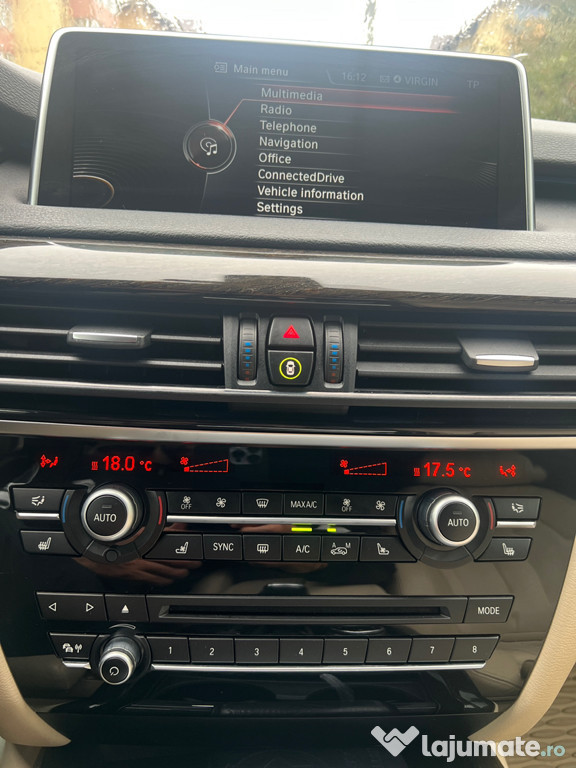 Main menu 16:12 VIRGIN TP
Multimedia
Radio
Telephone
Navigation
Office
ConnectedDrive
Vehicle information
Settings
18.0 °C 17.5 °C
OFF MAX A/C OFF
AUTO AUTO
SYNC A/C A M
MODE
1 2 3 4 5 6 7 8
lajumate.ro